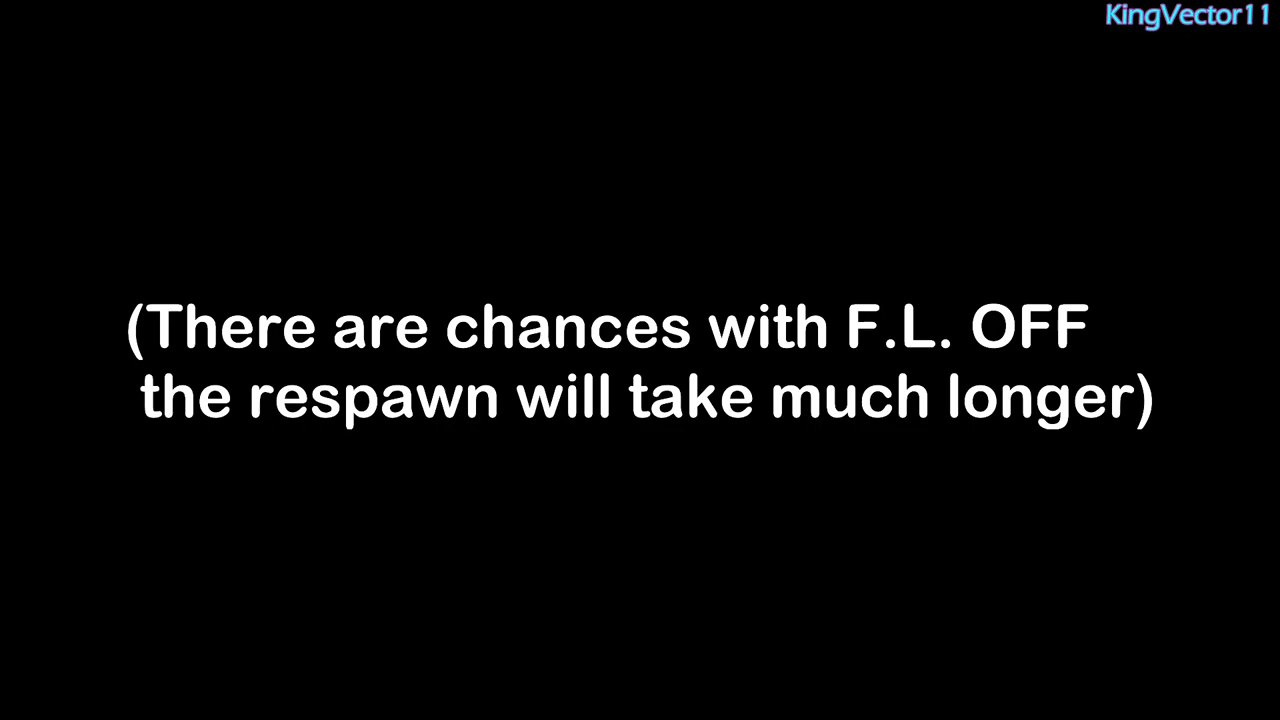 KingVector11
(There are chances with F.L. OFF
the respawn will take much longer)